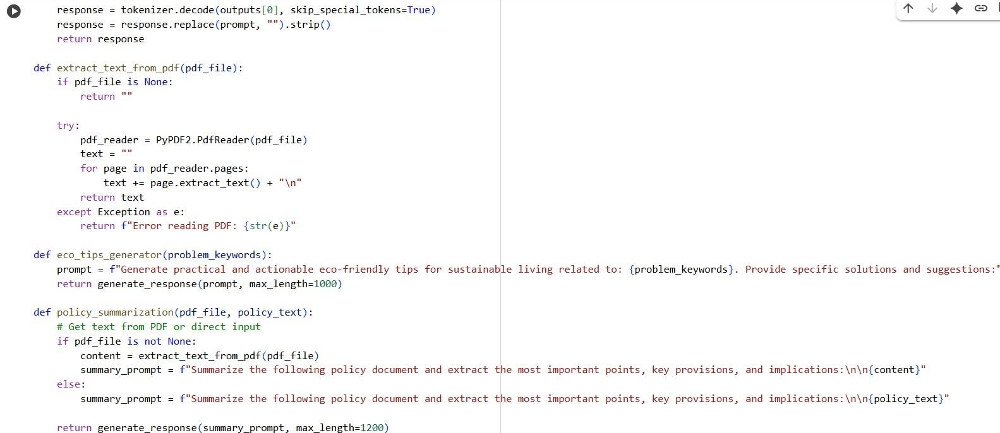 response = tokenizer.decode(outputs[0], skip_special_tokens=True)
    response = response.replace(prompt, "").strip()
    return response

def extract_text_from_pdf(pdf_file):
    if pdf_file is None:
        return ""

    try:
        pdf_reader = PyPDF2.PdfReader(pdf_file)
        text = ""
        for page in pdf_reader.pages:
            text += page.extract_text() + "\n"
        return text
    except Exception as e:
        return f"Error reading PDF: {str(e)}"

def eco_tips_generator(problem_keywords):
    prompt = f"Generate practical and actionable eco-friendly tips for sustainable living related to: {problem_keywords}. Provide specific solutions and suggestions:"
    return generate_response(prompt, max_length=1000)

def policy_summarization(pdf_file, policy_text):
    # Get text from PDF or direct input
    if pdf_file is not None:
        content = extract_text_from_pdf(pdf_file)
        summary_prompt = f"Summarize the following policy document and extract the most important points, key provisions, and implications:\n\n{content}"
    else:
        summary_prompt = f"Summarize the following policy document and extract the most important points, key provisions, and implications:\n\n{policy_text}"

    return generate_response(summary_prompt, max_length=1200)